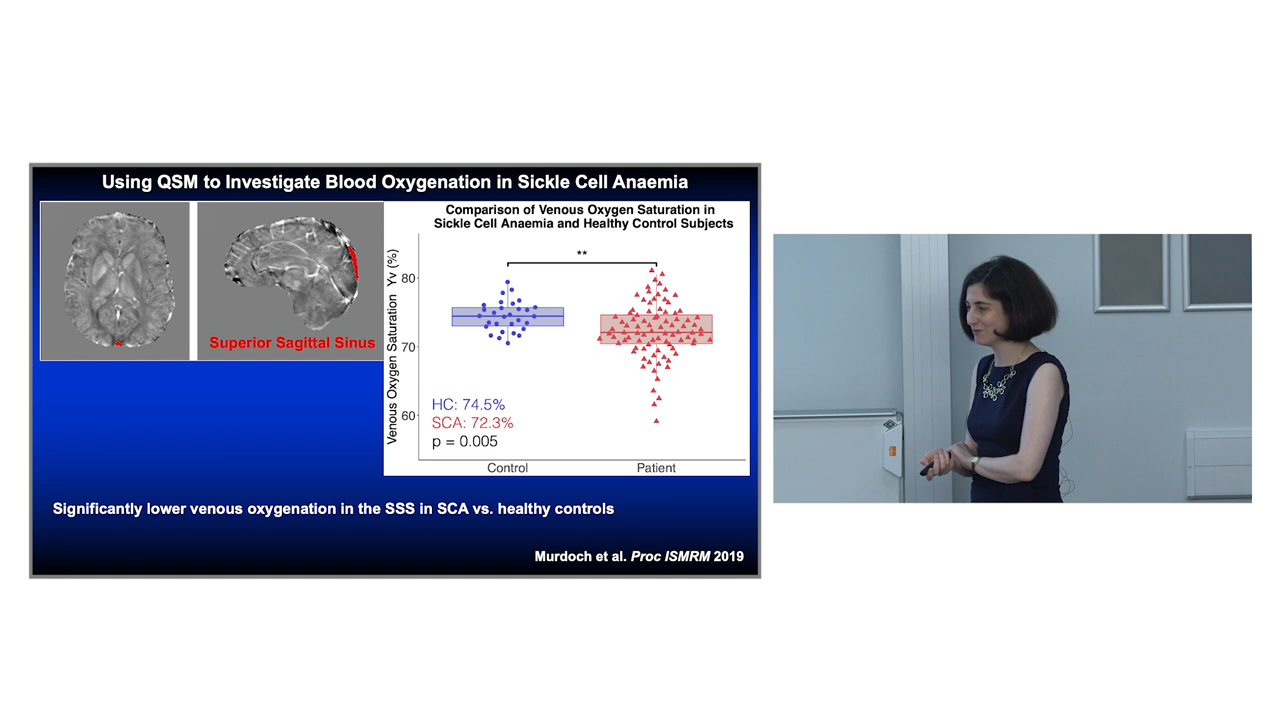 Using QSM to Investigate Blood Oxygenation in Sickle Cell Anaemia
Superior Sagittal Sinus
Comparison of Venous Oxygen Saturation in
Sickle Cell Anaemia and Healthy Control Subjects
**
Venous Oxygen Saturation Yv (%)
80
70
60
HC: 74.5%
SCA: 72.3%
p = 0.005
Control
Patient
Significantly lower venous oxygenation in the SSS in SCA vs. healthy controls
Murdoch et al. Proc ISMRM 2019